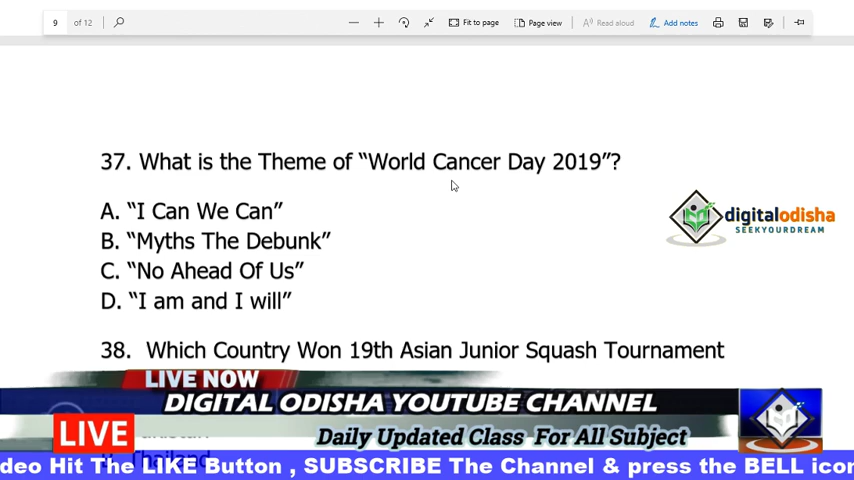 9 of 12 Fit to page Page view Read aloud Add notes
37. What is the Theme of “World Cancer Day 2019”?
A. “I Can We Can”
B. “Myths The Debunk”
C. “No Ahead Of Us”
D. “I am and I will”
digitalodisha
SEEKYOURDREAM
38. Which Country Won 19th Asian Junior Squash Tournament
LIVE NOW
DIGITAL ODISHA YOUTUBE CHANNEL
LIVE
Daily Updated Class For All Subject
Thailand
deo Hit The LIKE Button , SUBSCRIBE The Channel & press the BELL icon